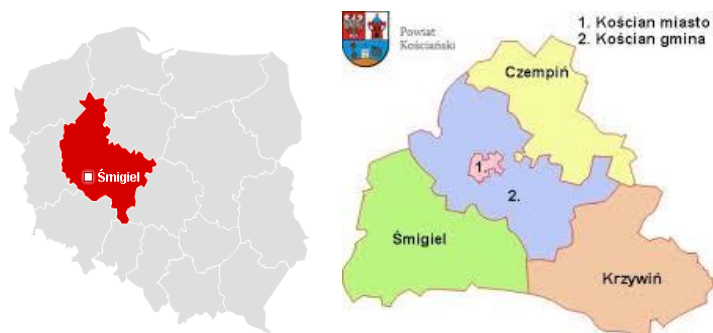 Śmigiel
Powiat
Kościański
1. Kościan miasto
2. Kościan gmina
Czempiń
1.
2.
Śmigiel
Krzywiń